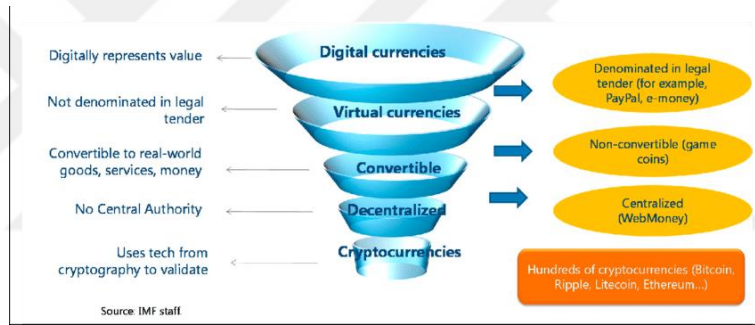 Digitally represents value
Digital currencies
Denominated in legal
tender (for example,
PayPal, e-money)
Not denominated in legal
tender
Virtual currencies
Non-convertible (game
coins)
Convertible to real-world
goods, services, money
Convertible
Centralized
(WebMoney)
No Central Authority
Decentralized
Uses tech from
cryptography to validate
Cryptocurrencies
Hundreds of cryptocurrencies (Bitcoin,
Ripple, Litecoin, Ethereum...)
Source: IMF staff.